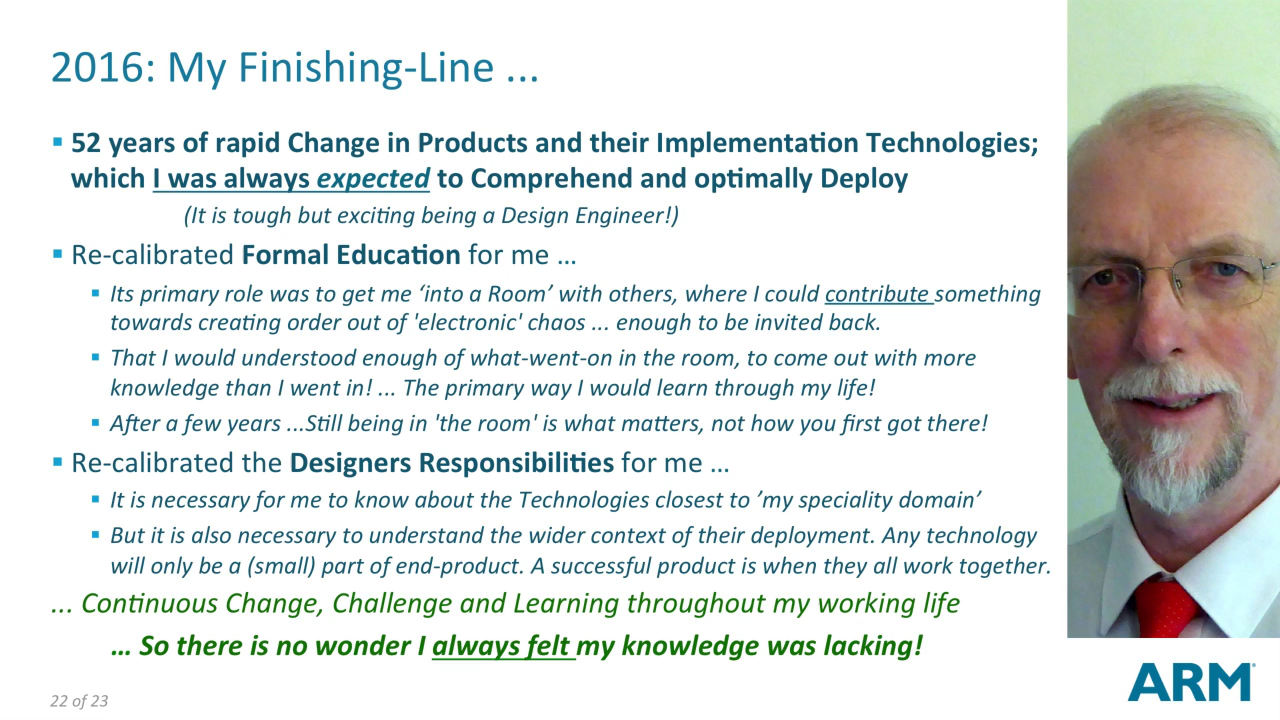 2016: My Finishing-Line ...
▪ 52 years of rapid Change in Products and their Implementation Technologies;
which I was always expected to Comprehend and optimally Deploy
(It is tough but exciting being a Design Engineer!)
▪ Re-calibrated Formal Education for me …
▪ Its primary role was to get me ‘into a Room’ with others, where I could contribute something
towards creating order out of 'electronic' chaos ... enough to be invited back.
▪ That I would understood enough of what-went-on in the room, to come out with more
knowledge than I went in! ... The primary way I would learn through my life!
▪ After a few years ...Still being in 'the room' is what matters, not how you first got there!
▪ Re-calibrated the Designers Responsibilities for me …
▪ It is necessary for me to know about the Technologies closest to ’my speciality domain’
▪ But it is also necessary to understand the wider context of their deployment. Any technology
will only be a (small) part of end-product. A successful product is when they all work together.
... Continuous Change, Challenge and Learning throughout my working life
… So there is no wonder I always felt my knowledge was lacking!
22 of 23
ARM®